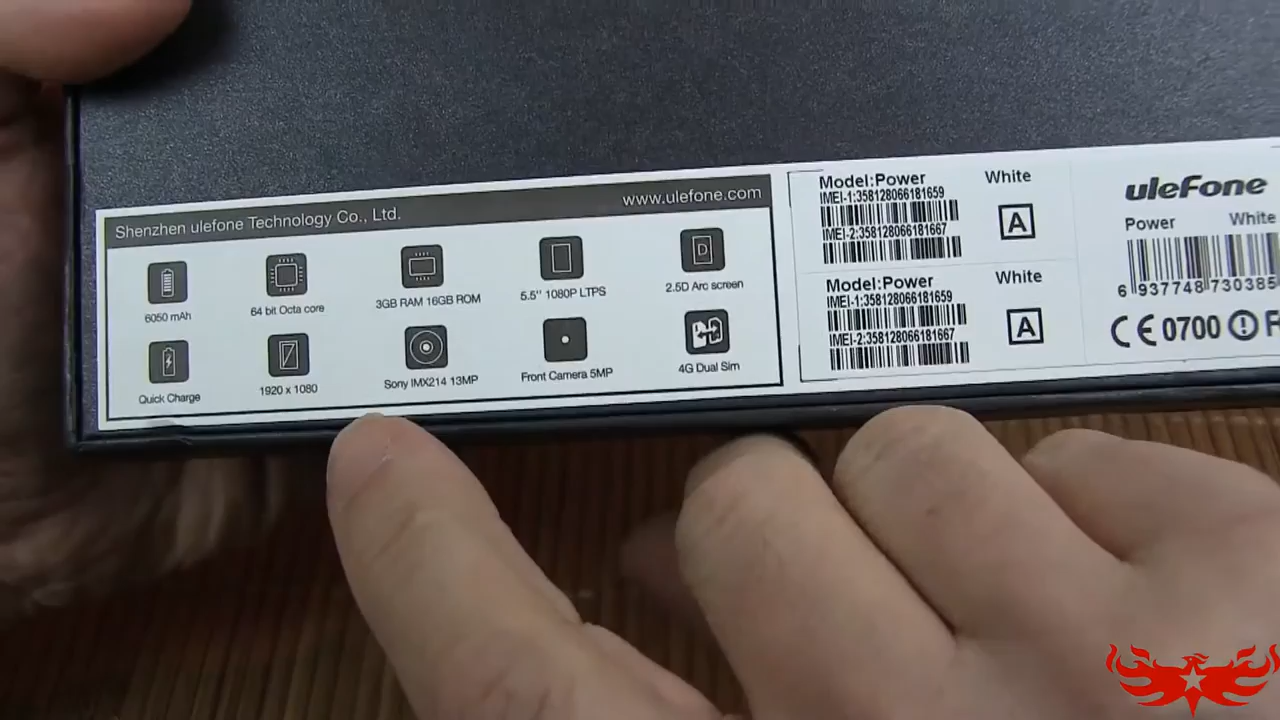 Shenzhen ulefone Technology Co., Ltd.
www.ulefone.com
6050 mAh
64 bit Octa core
3GB RAM 16GB ROM
5.5'' 1080P LTPS
D
2.5D Arc screen
Quick Charge
1920 x 1080
Sony IMX214 13MP
Front Camera 5MP
4G Dual Sim
Model:Power
White
IMEI-1:358128066181659
IMEI-2:358128066181667
A
Model:Power
White
IMEI-1:358128066181659
IMEI-2:358128066181667
A
uleFone
Power White
6 937748 730385
CE 0700